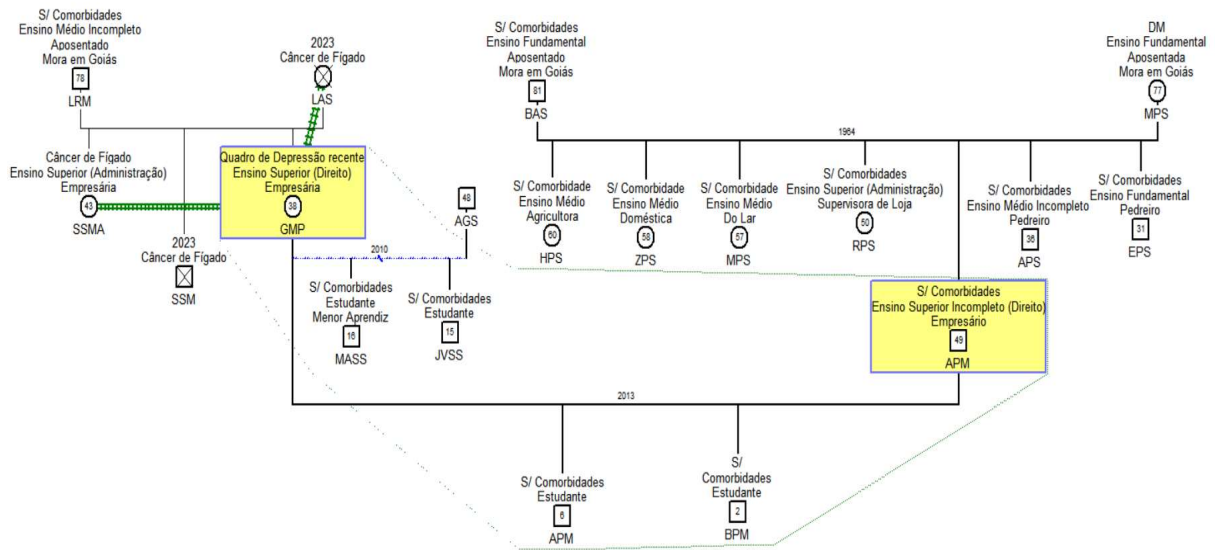 S/ Comorbidades
Ensino Médio Incompleto
Aposentado
Mora em Goiás
78
LRM
2023
Câncer de Fígado
LAS
S/ Comorbidades
Ensino Fundamental
Aposentado
Mora em Goiás
81
BAS
DM
Ensino Fundamental
Aposentada
Mora em Goiás
77
MPS
1964
Câncer de Fígado
Ensino Superior (Administração)
Empresária
43
SSMA
2023
Câncer de Fígado
SSM
Quadro de Depressão recente
Ensino Superior (Direito)
Empresária
38
GMP
48
AGS
2010
S/ Comorbidades
Estudante
Menor Aprendiz
16
MASS
S/ Comorbidades
Estudante
15
JVSS
S/ Comorbidade
Ensino Médio
Agricultora
60
HPS
S/ Comorbidade
Ensino Médio
Doméstica
58
ZPS
S/ Comorbidade
Ensino Médio
Do Lar
57
MPS
S/ Comorbidades
Ensino Superior (Administração)
Supervisora de Loja
50
RPS
S/ Comorbidades
Ensino Médio Incompleto
Pedreiro
36
APS
S/ Comorbidades
Ensino Fundamental
Pedreiro
31
EPS
S/ Comorbidades
Ensino Superior Incompleto (Direito)
Empresário
49
APM
2013
S/ Comorbidades
Estudante
6
APM
S/
Comorbidades
Estudante
2
BPM